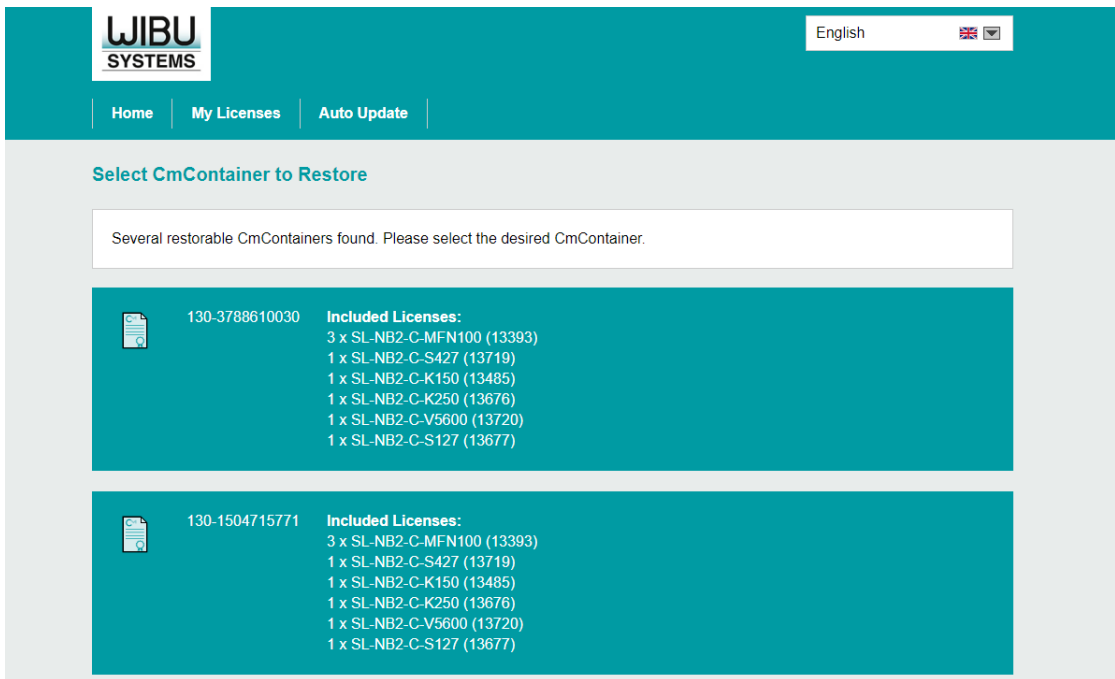 WIBU
SYSTEMS
English
Home
My Licenses
Auto Update
Select CmContainer to Restore
Several restorable CmContainers found. Please select the desired CmContainer.
130-3788610030
Included Licenses:
3 x SL-NB2-C-MFN100 (13393)
1 x SL-NB2-C-S427 (13719)
1 x SL-NB2-C-K150 (13485)
1 x SL-NB2-C-K250 (13676)
1 x SL-NB2-C-V5600 (13720)
1 x SL-NB2-C-S127 (13677)
130-1504715771
Included Licenses:
3 x SL-NB2-C-MFN100 (13393)
1 x SL-NB2-C-S427 (13719)
1 x SL-NB2-C-K150 (13485)
1 x SL-NB2-C-K250 (13676)
1 x SL-NB2-C-V5600 (13720)
1 x SL-NB2-C-S127 (13677)